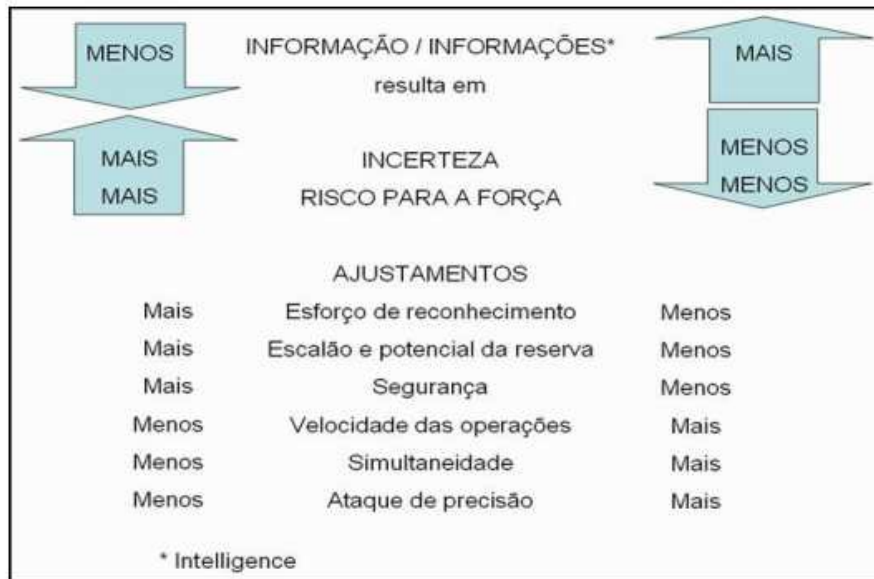 MENOS INFORMAÇÃO / INFORMAÇÕES* MAIS
resulta em
MAIS INCERTEZA MENOS
MAIS RISCO PARA A FORÇA MENOS
AJUSTAMENTOS
Mais Esforço de reconhecimento Menos
Mais Escalão e potencial da reserva Menos
Mais Segurança Menos
Menos Velocidade das operações Mais
Menos Simultaneidade Mais
Menos Ataque de precisão Mais
* Intelligence